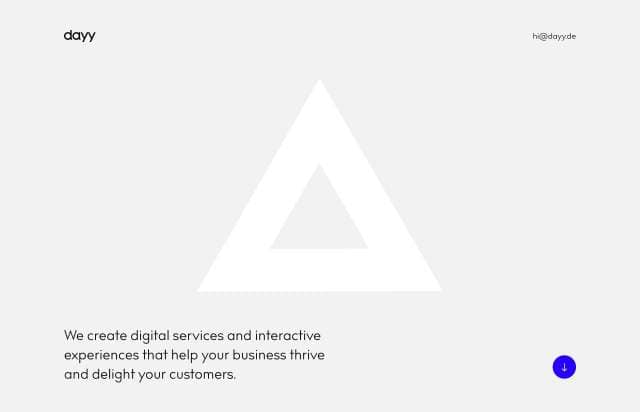 dayy
hi@dayy.de
We create digital services and interactive
experiences that help your business thrive
and delight your customers.